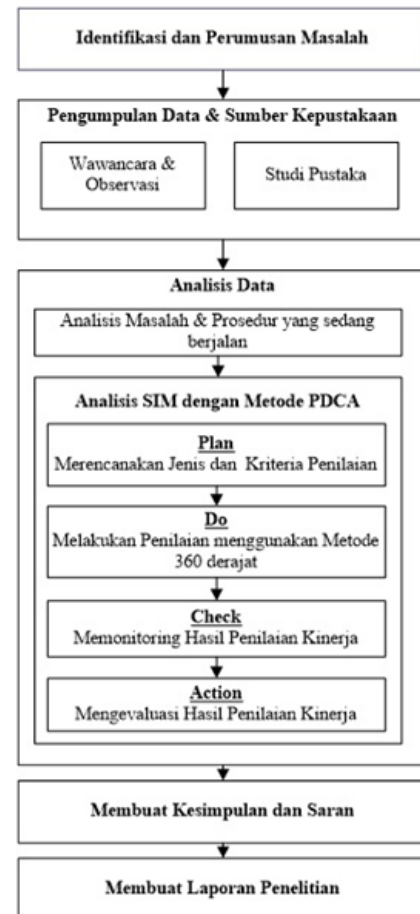 Identifikasi dan Perumusan Masalah
Pengumpulan Data & Sumber Kepustakaan
Wawancara &
Observasi
Studi Pustaka
Analisis Data
Analisis Masalah & Prosedur yang sedang
berjalan
Analisis SIM dengan Metode PDCA
Plan
Merencanakan Jenis dan Kriteria Penilaian
Do
Melakukan Penilaian menggunakan Metode
360 derajat
Check
Memonitoring Hasil Penilaian Kinerja
Action
Mengevaluasi Hasil Penilaian Kinerja
Membuat Kesimpulan dan Saran
Membuat Laporan Penelitian